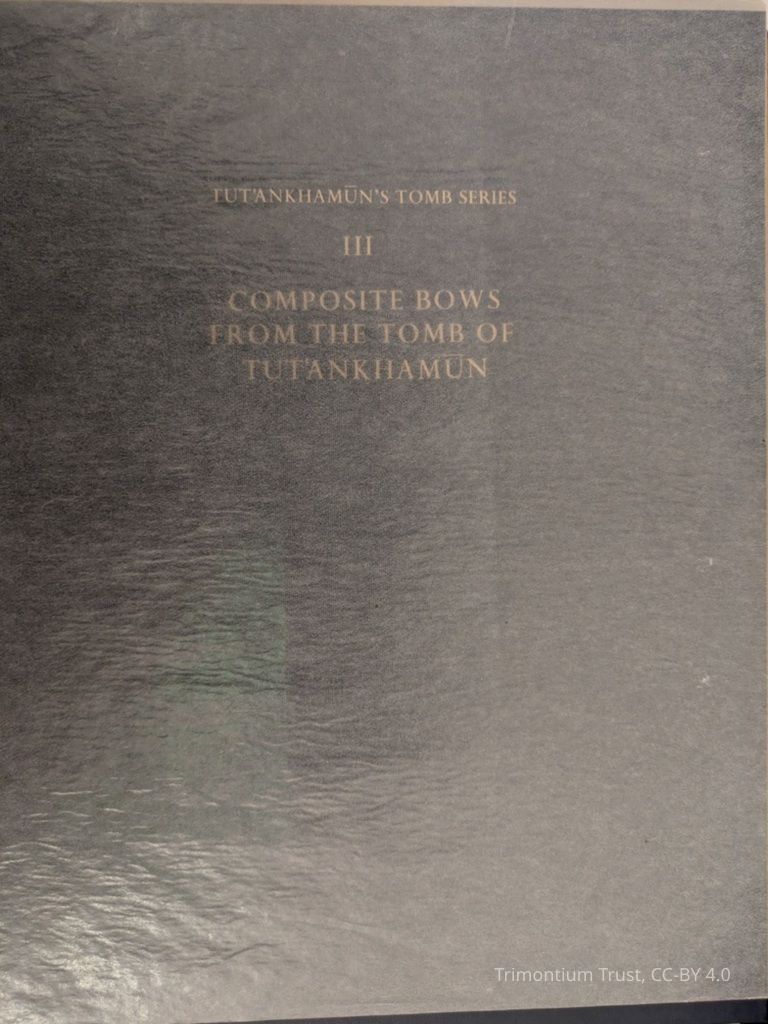 TUT'ANKHAMŪN'S TOMB SERIES
III
COMPOSITE BOWS
FROM THE TOMB OF
TUT'ANKHAMŪN
Trimontium Trust, CC-BY 4.0